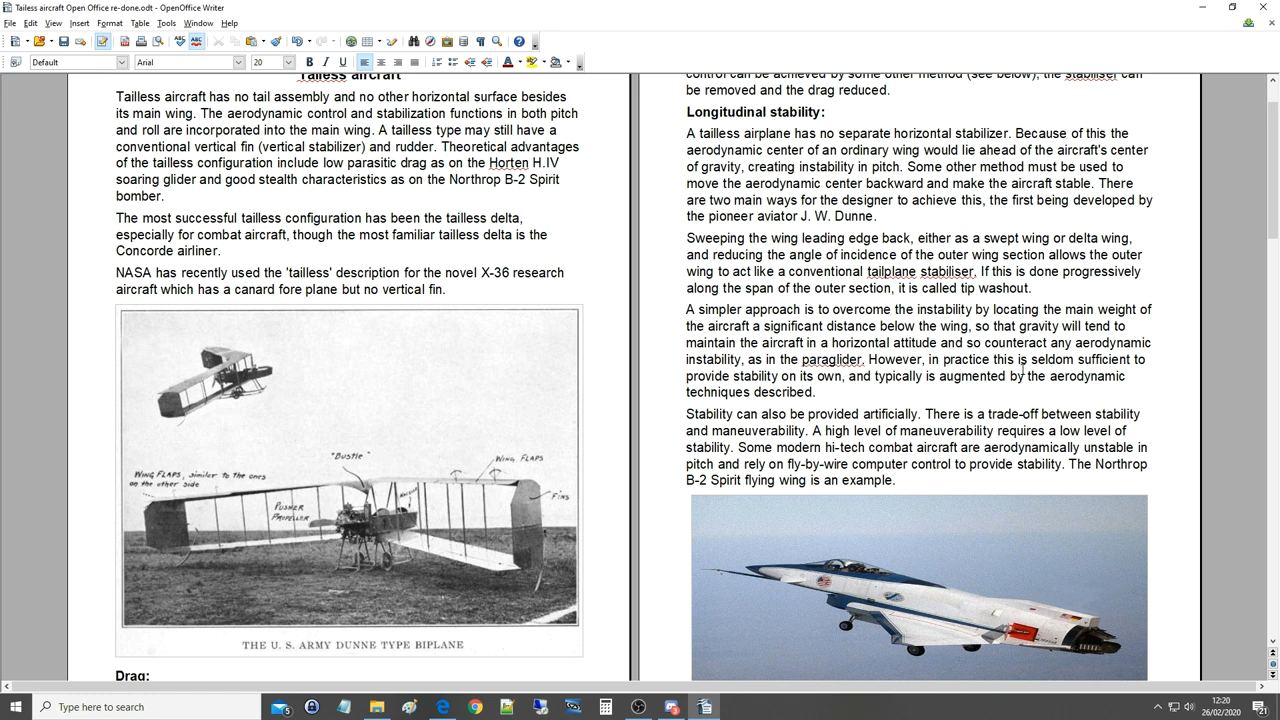 Tailess aircraft Open Office re-done.odt - OpenOffice Writer
File Edit View Insert Format Table Tools Window Help
Default Arial 20
Tailless aircraft
Tailless aircraft has no tail assembly and no other horizontal surface besides
its main wing. The aerodynamic control and stabilization functions in both pitch
and roll are incorporated into the main wing. A tailless type may still have a
conventional vertical fin (vertical stabilizer) and rudder. Theoretical advantages
of the tailless configuration include low parasitic drag as on the Horten H.IV
soaring glider and good stealth characteristics as on the Northrop B-2 Spirit
bomber.
The most successful tailless configuration has been the tailless delta,
especially for combat aircraft, though the most familiar tailless delta is the
Concorde airliner.
NASA has recently used the 'tailless' description for the novel X-36 research
aircraft which has a canard fore plane but no vertical fin.
"Bustle"
WING FLAPS
WING FLAPS, similar to the ones
on the other side
FINS
PUSHER
PROPELLER
THE U. S. ARMY DUNNE TYPE BIPLANE
Drag:
control can be achieved by some other method (see below), the stabiliser can
be removed and the drag reduced.
Longitudinal stability:
A tailless airplane has no separate horizontal stabilizer. Because of this the
aerodynamic center of an ordinary wing would lie ahead of the aircraft's center
of gravity, creating instability in pitch. Some other method must be used to
move the aerodynamic center backward and make the aircraft stable. There
are two main ways for the designer to achieve this, the first being developed by
the pioneer aviator J. W. Dunne.
Sweeping the wing leading edge back, either as a swept wing or delta wing,
and reducing the angle of incidence of the outer wing section allows the outer
wing to act like a conventional tailplane stabiliser. If this is done progressively
along the span of the outer section, it is called tip washout.
A simpler approach is to overcome the instability by locating the main weight of
the aircraft a significant distance below the wing, so that gravity will tend to
maintain the aircraft in a horizontal attitude and so counteract any aerodynamic
instability, as in the paraglider. However, in practice this is seldom sufficient to
provide stability on its own, and typically is augmented by the aerodynamic
techniques described.
Stability can also be provided artificially. There is a trade-off between stability
and maneuverability. A high level of maneuverability requires a low level of
stability. Some modern hi-tech combat aircraft are aerodynamically unstable in
pitch and rely on fly-by-wire computer control to provide stability. The Northrop
B-2 Spirit flying wing is an example.
Type here to search
12:20
26/02/2020